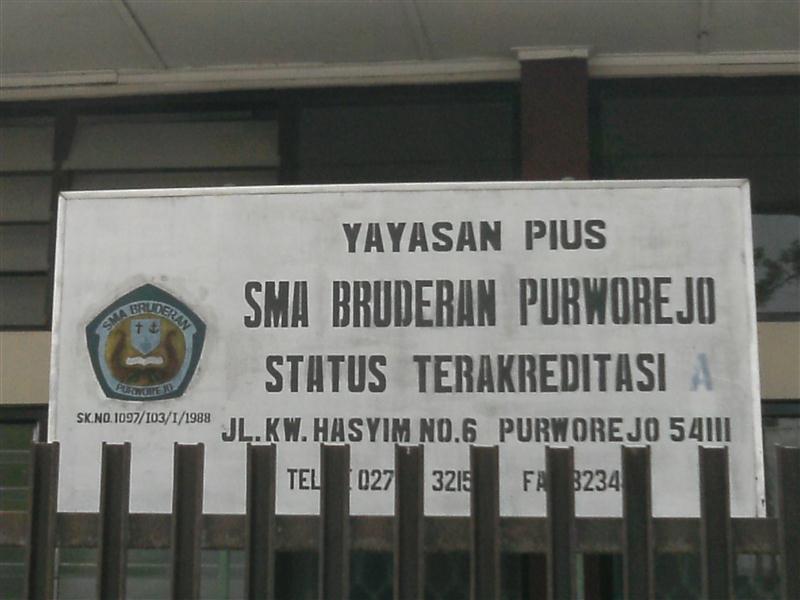 YAYASAN PIUS
SMA BRUDERAN PURWOREJO
STATUS TERAKREDITASI A
SMA BRUDERAN
PURWOREJO
SK.NO.1097/I03/I/1988
JL.KW.HASYIM NO.6 PURWOREJO 54111